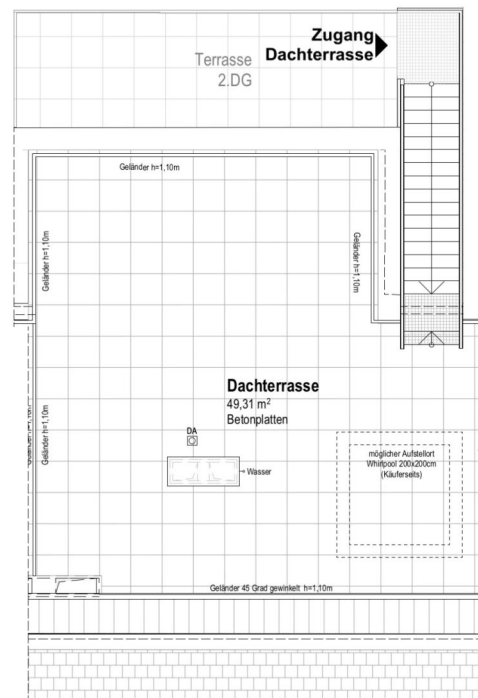 Zugang
Dachterrasse
Terrasse
2.DG
Geländer h=1,10m
Geländer h=1,10m
Geländer h=1,10m
Dachterrasse
49,31 m²
Betonplatten
DA
Wasser
möglicher Aufstellort
Whirlpool 200x200cm
(Käuferseits)
Geländer h=1,10m
Geländer 45 Grad gewinkelt h=1,10m